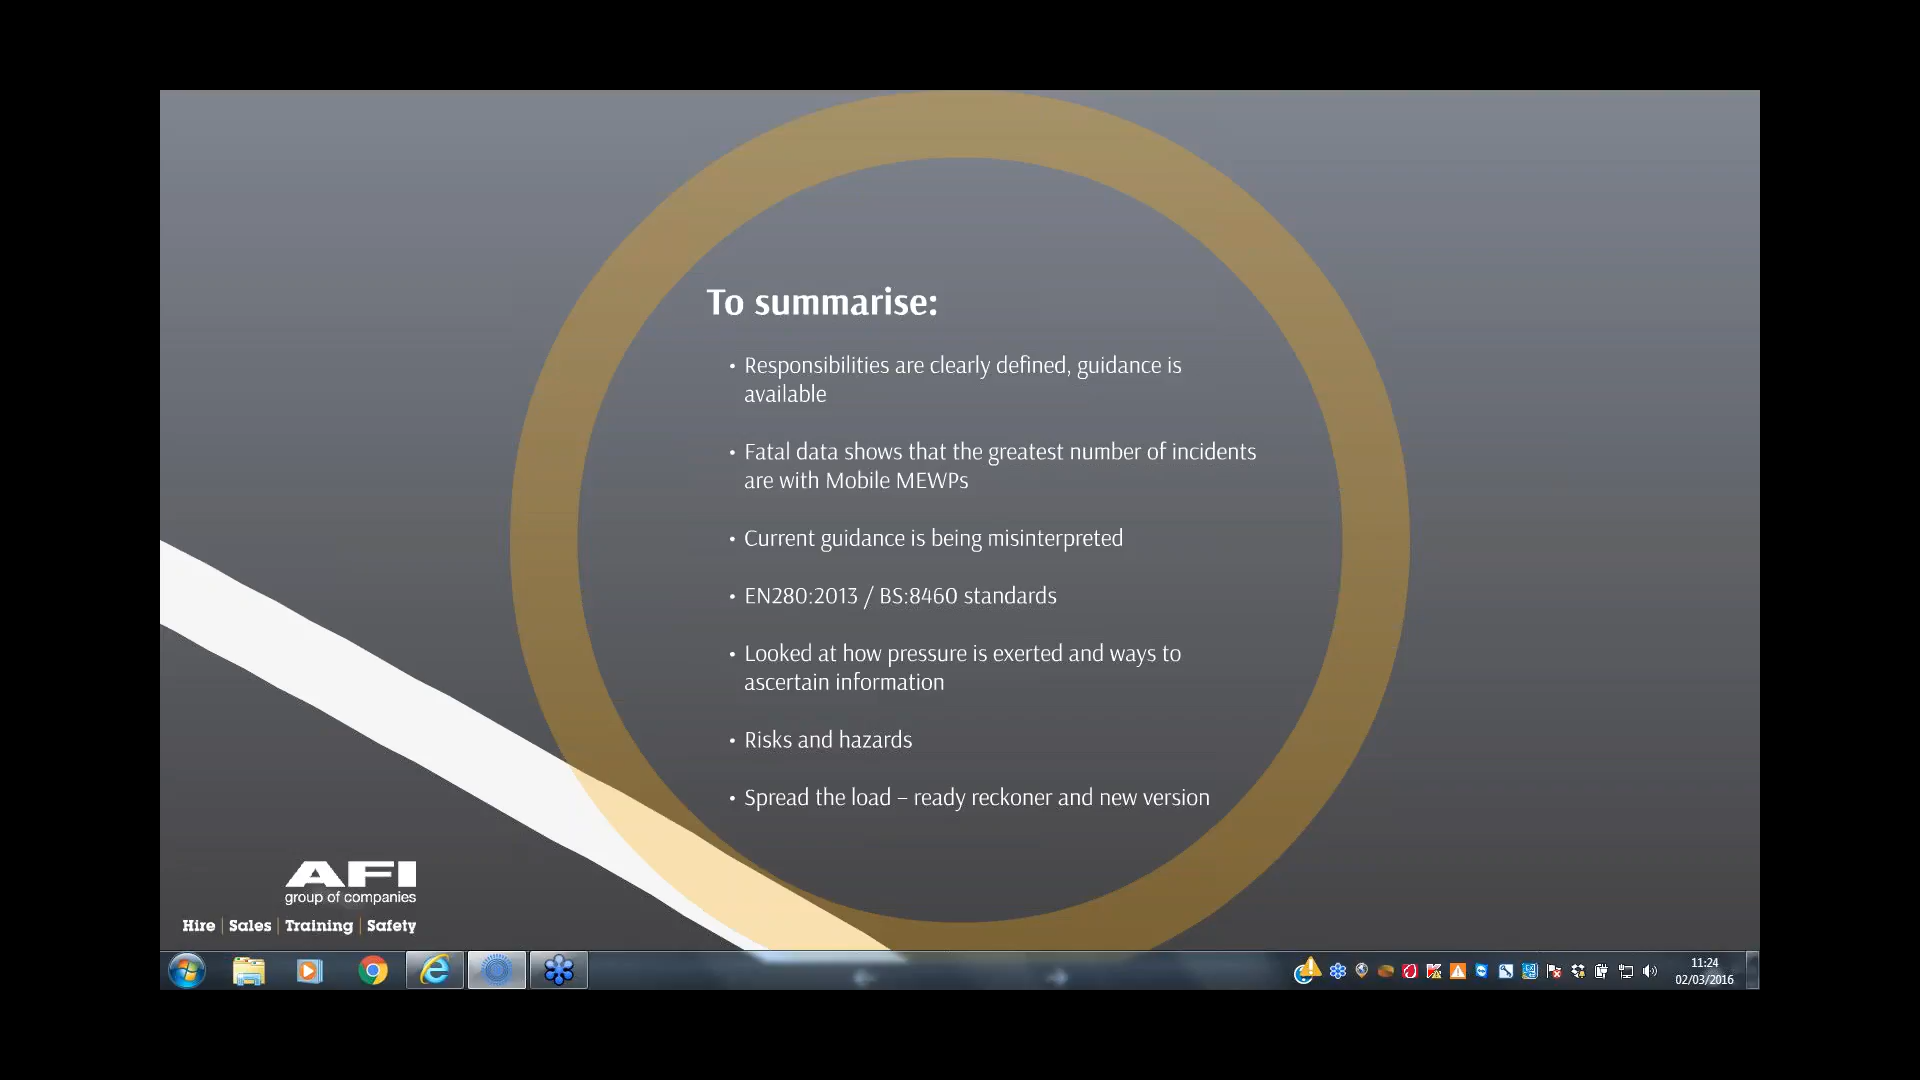 To summarise:
• Responsibilities are clearly defined, guidance is
available
• Fatal data shows that the greatest number of incidents
are with Mobile MEWPs
• Current guidance is being misinterpreted
• EN280:2013 / BS:8460 standards
• Looked at how pressure is exerted and ways to
ascertain information
• Risks and hazards
• Spread the load – ready reckoner and new version
AFI
group of companies
Hire | Sales | Training | Safety
11:24
02/03/2016